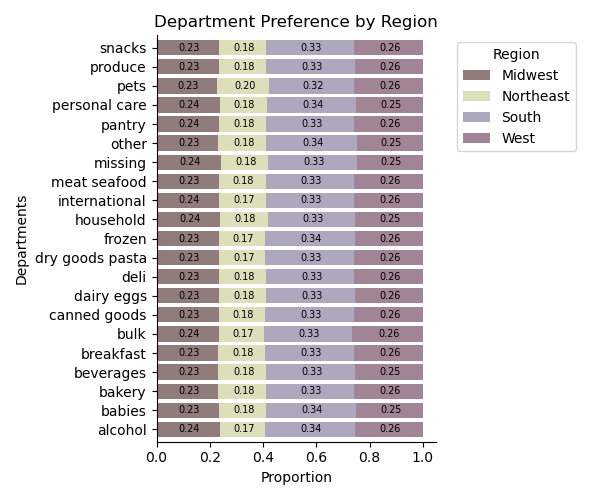 Department Preference by Region
Departments
snacks 0.23 0.18 0.33 0.26
produce 0.23 0.18 0.33 0.26
pets 0.23 0.20 0.32 0.26
personal care 0.24 0.18 0.34 0.25
pantry 0.24 0.18 0.33 0.26
other 0.23 0.18 0.34 0.25
missing 0.24 0.18 0.33 0.25
meat seafood 0.23 0.18 0.33 0.26
international 0.24 0.17 0.33 0.26
household 0.24 0.18 0.33 0.25
frozen 0.23 0.17 0.34 0.26
dry goods pasta 0.23 0.17 0.33 0.26
deli 0.23 0.18 0.33 0.26
dairy eggs 0.23 0.18 0.33 0.26
canned goods 0.23 0.18 0.33 0.26
bulk 0.24 0.17 0.33 0.26
breakfast 0.23 0.18 0.33 0.26
beverages 0.23 0.18 0.33 0.25
bakery 0.23 0.18 0.33 0.26
babies 0.23 0.18 0.34 0.25
alcohol 0.24 0.17 0.34 0.26
0.0 0.2 0.4 0.6 0.8 1.0
Proportion
Region
Midwest
Northeast
South
West